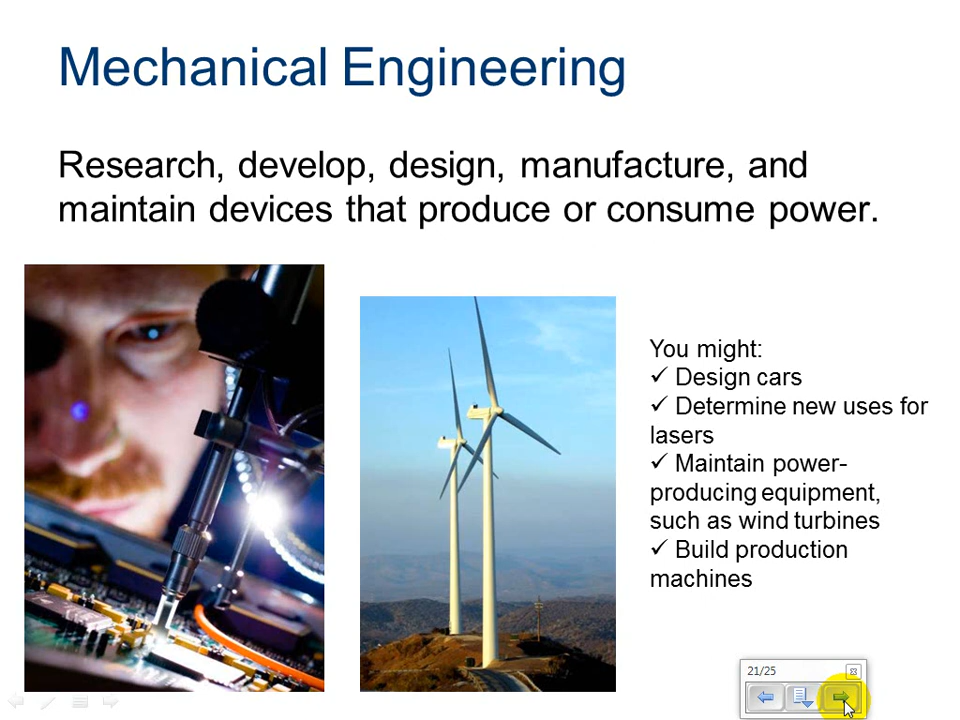 Mechanical Engineering
Research, develop, design, manufacture, and
maintain devices that produce or consume power.
You might:
✓ Design cars
✓ Determine new uses for
lasers
✓ Maintain power-
producing equipment,
such as wind turbines
✓ Build production
machines
21/25